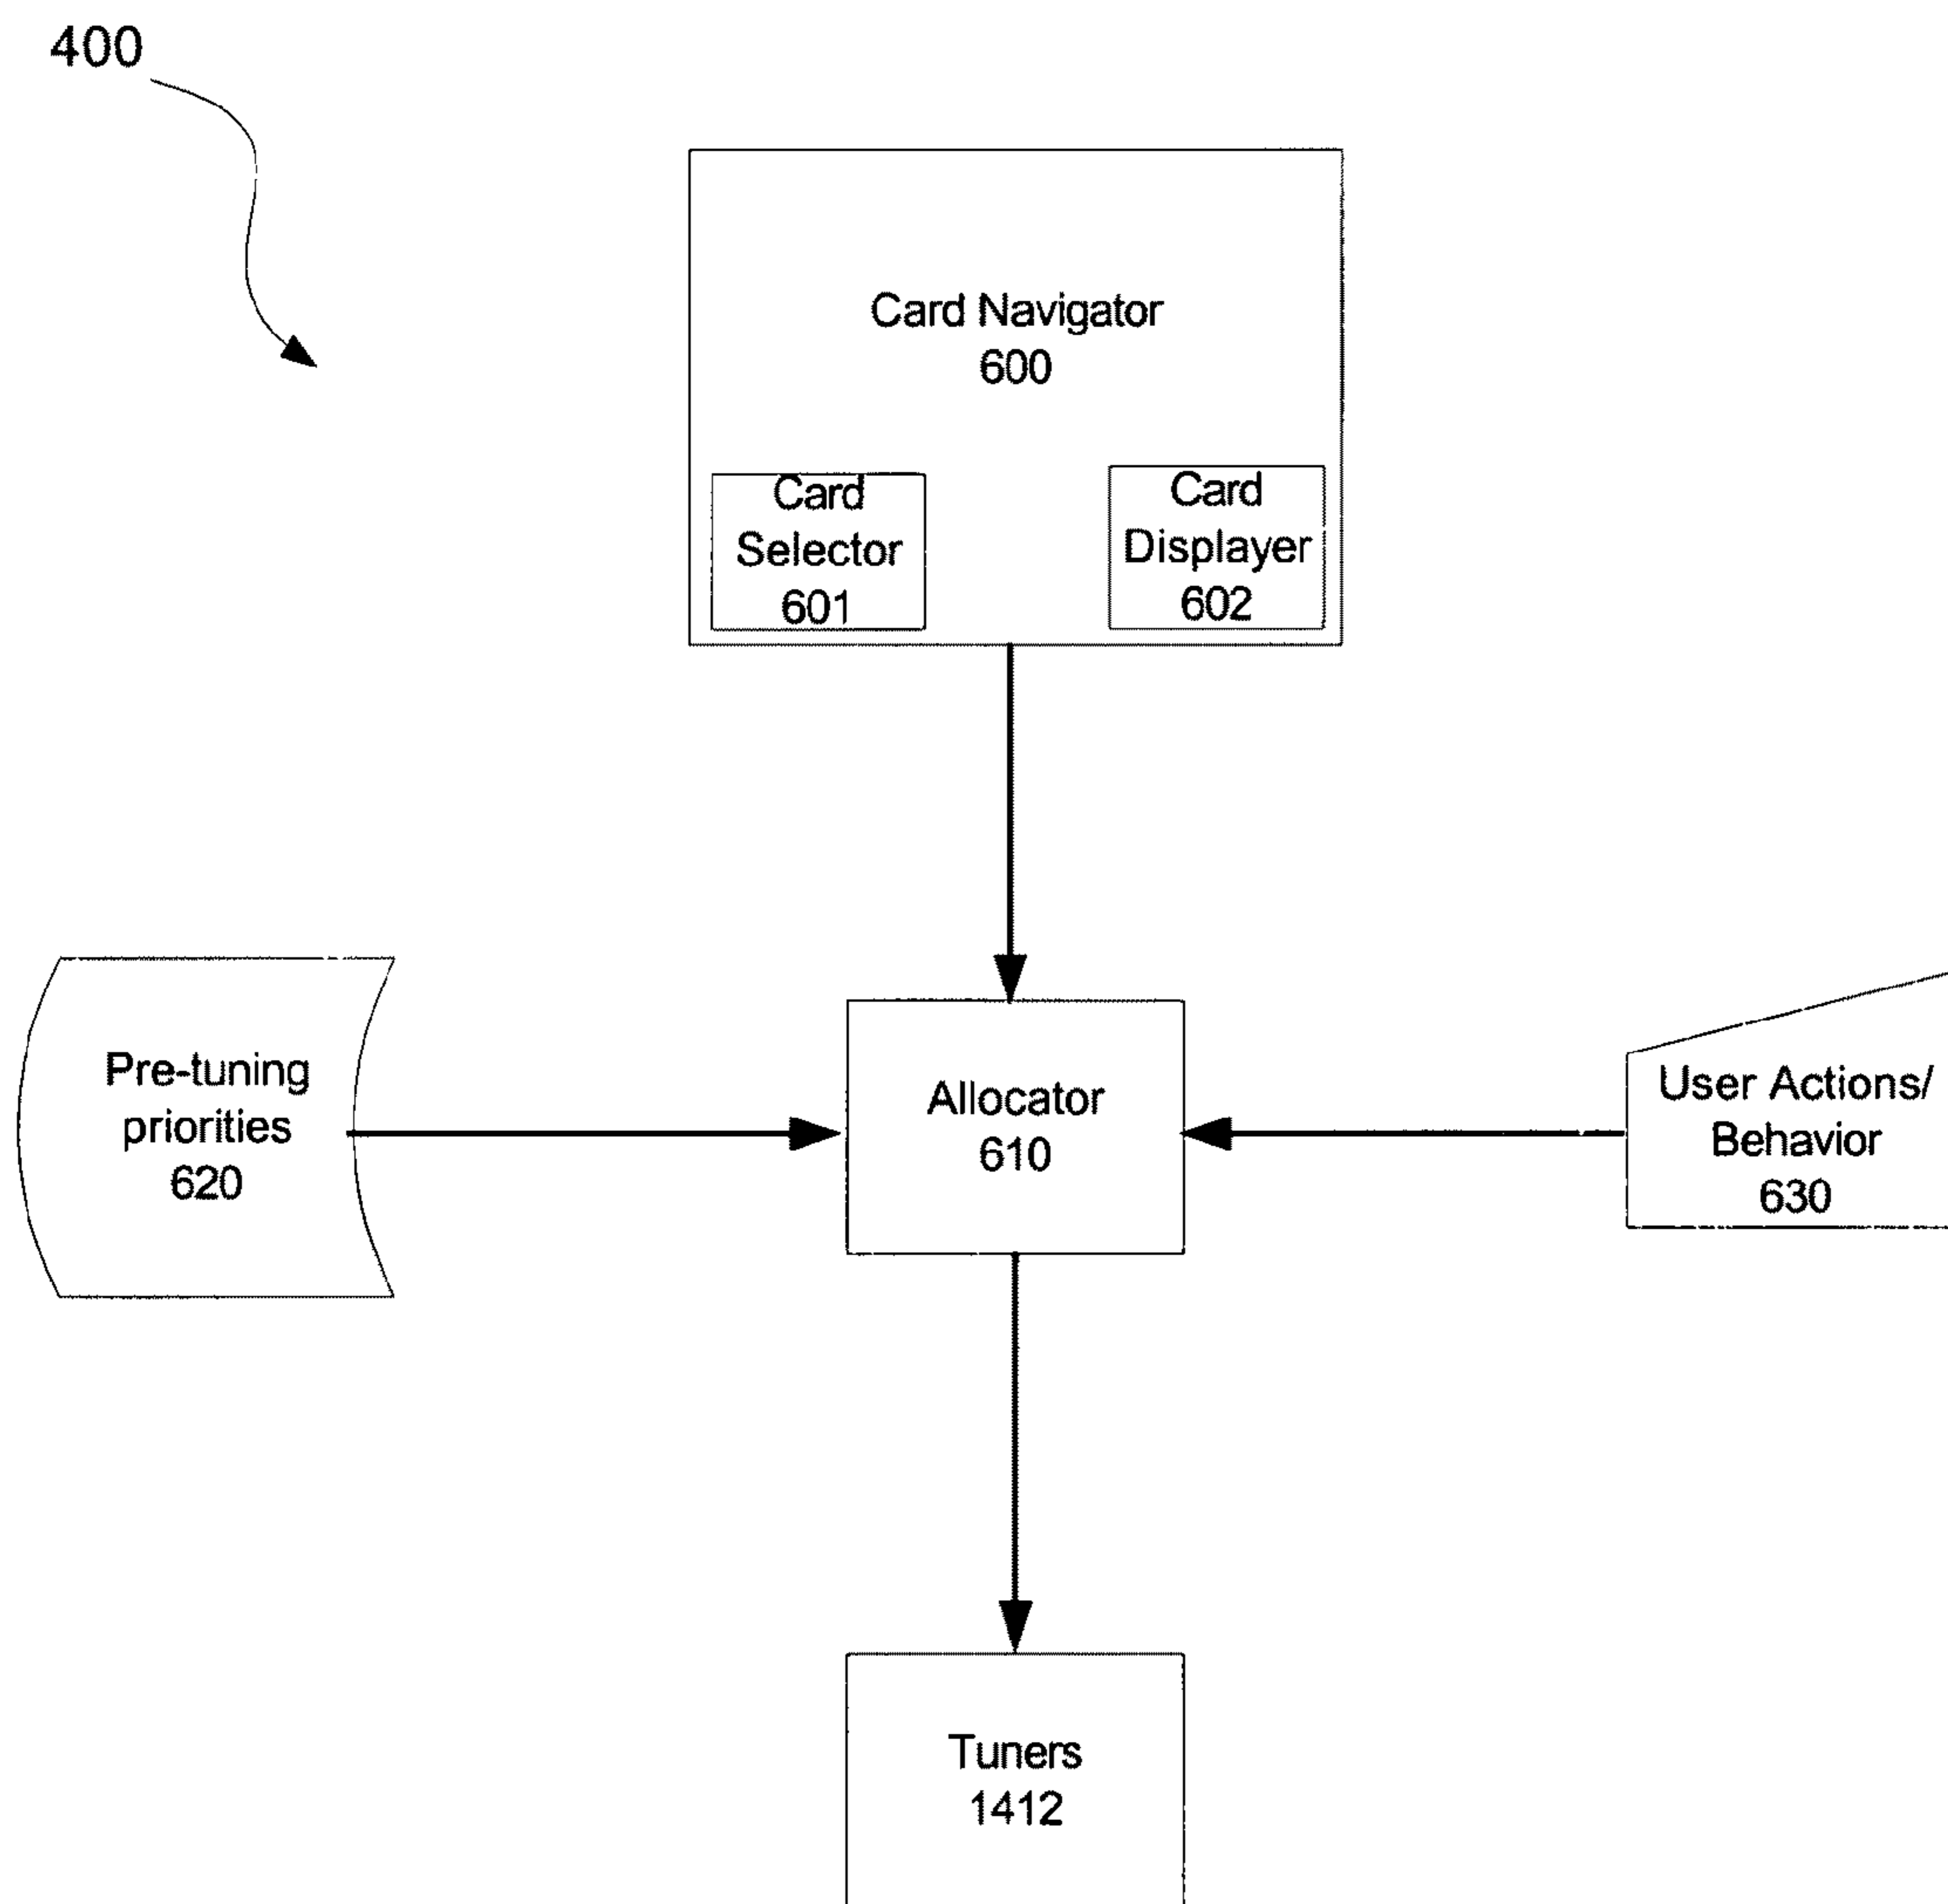 400
Card Navigator
600
Card
Selector
601
Card
Displayer
602
Pre-tuning
priorities
620
Allocator
610
User Actions/
Behavior
630
Tuners
1412